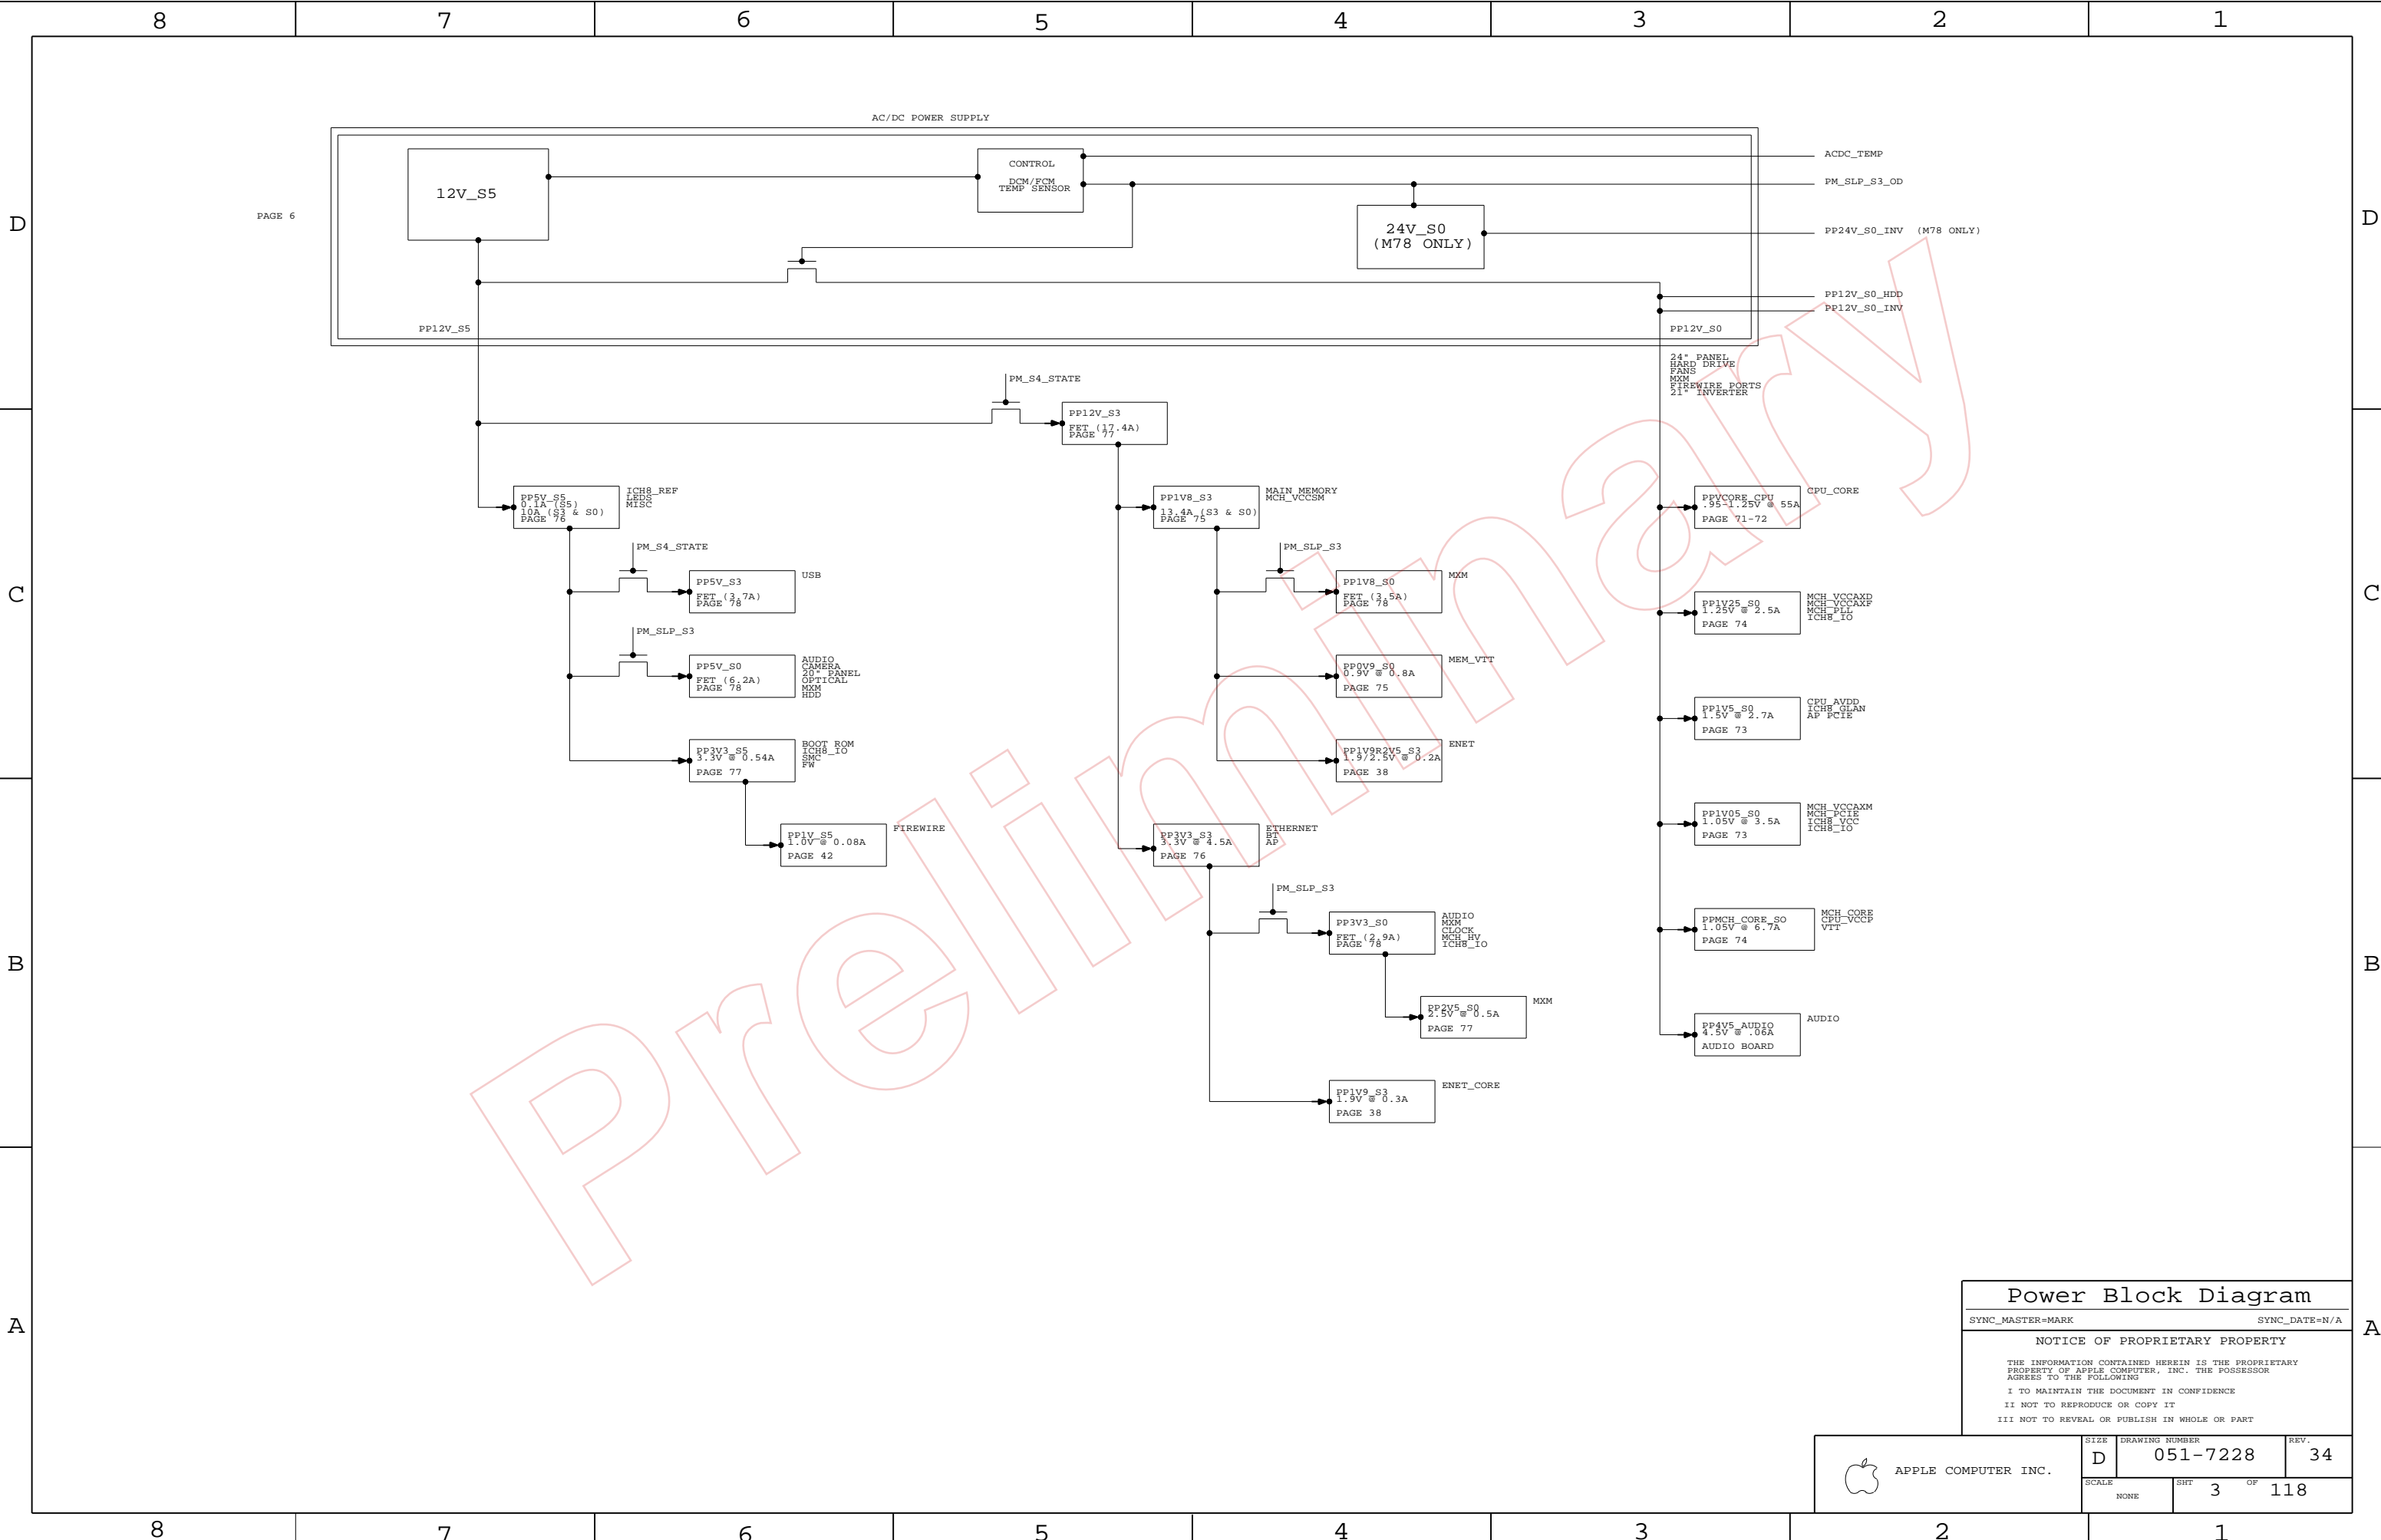 8 7 6 5 4 3 2 1
AC/DC POWER SUPPLY
12V_S5
CONTROL
DCM/FCM
TEMP SENSOR
ACDC_TEMP
PM_SLP_S3_OD
PAGE 6
24V_S0
(M78 ONLY)
PP24V_S0_INV (M78 ONLY)
D D
PP12V_S0_HDD
PP12V_S0_INV
PP12V_S5
PP12V_S0
24" PANEL
HARD DRIVE
FANS
MXM
FIREWIRE PORTS
21" INVERTER
PM_S4_STATE
PP12V_S3
FET (17.4A)
PAGE 77
PP5V_S5
0.1A (S5)
10A (S3 & S0)
PAGE 76
ICH8_REF
LEDS
MISC
PP1V8_S3
13.4A (S3 & S0)
PAGE 75
MAIN MEMORY
MCH_VCCSM
PPVCORE_CPU
.95-1.25V @ 55A
PAGE 71-72
CPU_CORE
PM_S4_STATE
PP5V_S3
FET (3.7A)
PAGE 78
USB
PM_SLP_S3
PP1V8_S0
FET (3.5A)
PAGE 78
MXM
C C
PP1V25_S0
1.25V @ 2.5A
PAGE 74
MCH_VCCAXD
MCH_VCCAXF
MCH_PLL
ICH8_IO
PM_SLP_S3
PP5V_S0
FET (6.2A)
PAGE 78
AUDIO
CAMERA
20" PANEL
OPTICAL
MXM
HDD
PP0V9_S0
0.9V @ 0.8A
PAGE 75
MEM_VTT
PP1V5_S0
1.5V @ 2.7A
PAGE 73
CPU_AVDD
ICH8_GLAN
AP PCIE
PP3V3_S5
3.3V @ 0.54A
PAGE 77
BOOT ROM
ICH8_IO
SMC
FW
PP1V9R2V5_S3
1.9/2.5V @ 0.2A
PAGE 38
ENET
PP1V05_S0
1.05V @ 3.5A
PAGE 73
MCH_VCCAXM
MCH_PCIE
ICH8_VCC
ICH8_IO
PP1V_S5
1.0V @ 0.08A
PAGE 42
FIREWIRE
PP3V3_S3
3.3V @ 4.5A
PAGE 76
ETHERNET
BT
AP
PM_SLP_S3
PP3V3_S0
FET (2.9A)
PAGE 78
AUDIO
MXM
CLOCK
MCH_HV
ICH8_IO
PPMCH_CORE_SO
1.05V @ 6.7A
PAGE 74
MCH_CORE
CPU_VCCP
VTT
B B
PP2V5_S0
2.5V @ 0.5A
PAGE 77
MXM
PP4V5_AUDIO
4.5V @ .06A
AUDIO BOARD
AUDIO
PP1V9_S3
1.9V @ 0.3A
PAGE 38
ENET_CORE
Preliminary
A A
Power Block Diagram
SYNC_MASTER=MARK SYNC_DATE=N/A
NOTICE OF PROPRIETARY PROPERTY
THE INFORMATION CONTAINED HEREIN IS THE PROPRIETARY
PROPERTY OF APPLE COMPUTER, INC. THE POSSESSOR
AGREES TO THE FOLLOWING
I TO MAINTAIN THE DOCUMENT IN CONFIDENCE
II NOT TO REPRODUCE OR COPY IT
III NOT TO REVEAL OR PUBLISH IN WHOLE OR PART
APPLE COMPUTER INC.
SIZE DRAWING NUMBER REV.
D 051-7228 34
SCALE SHT OF
NONE 3 118
8 7 6 5 4 3 2 1